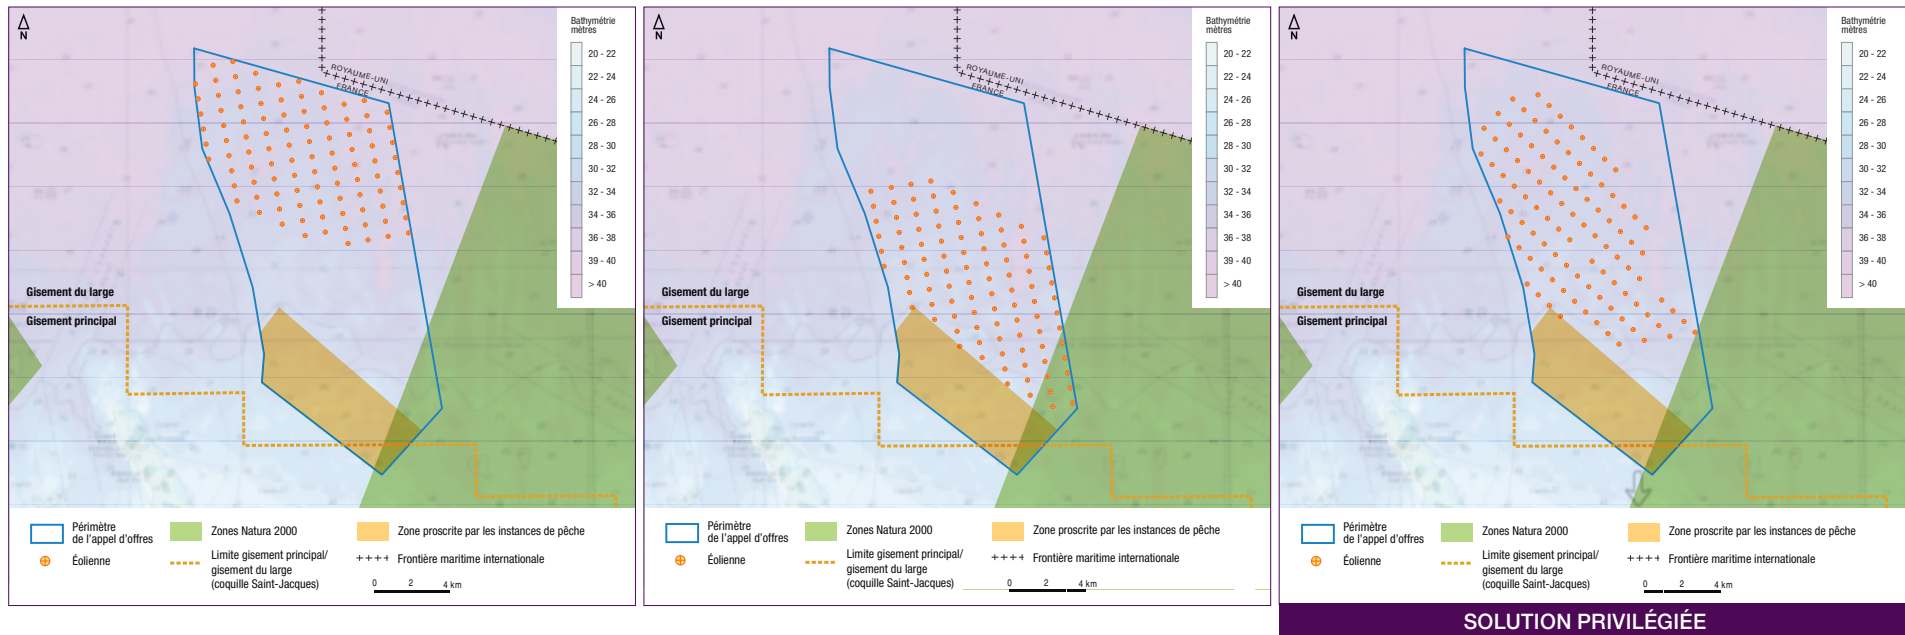 N
Bathymétrie
mètres
20 - 22
22 - 24
24 - 26
26 - 28
28 - 30
30 - 32
32 - 34
34 - 36
36 - 38
39 - 40
> 40
ROYAUME-UNI
FRANCE
Gisement du large
Gisement principal
Périmètre
de l'appel d'offres
Éolienne
Zones Natura 2000
Limite gisement principal/
gisement du large
(coquille Saint-Jacques)
Zone proscrite par les instances de pêche
Frontière maritime internationale
0 2 4 km
N
Bathymétrie
mètres
20 - 22
22 - 24
24 - 26
26 - 28
28 - 30
30 - 32
32 - 34
34 - 36
36 - 38
39 - 40
> 40
ROYAUME-UNI
FRANCE
Gisement du large
Gisement principal
Périmètre
de l'appel d'offres
Éolienne
Zones Natura 2000
Limite gisement principal/
gisement du large
(coquille Saint-Jacques)
Zone proscrite par les instances de pêche
Frontière maritime internationale
0 2 4 km
N
Bathymétrie
mètres
20 - 22
22 - 24
24 - 26
26 - 28
28 - 30
30 - 32
32 - 34
34 - 36
36 - 38
39 - 40
> 40
ROYAUME-UNI
FRANCE
Gisement du large
Gisement principal
Périmètre
de l'appel d'offres
Éolienne
Zones Natura 2000
Limite gisement principal/
gisement du large
(coquille Saint-Jacques)
Zone proscrite par les instances de pêche
Frontière maritime internationale
0 2 4 km
SOLUTION PRIVILÉGIÉE